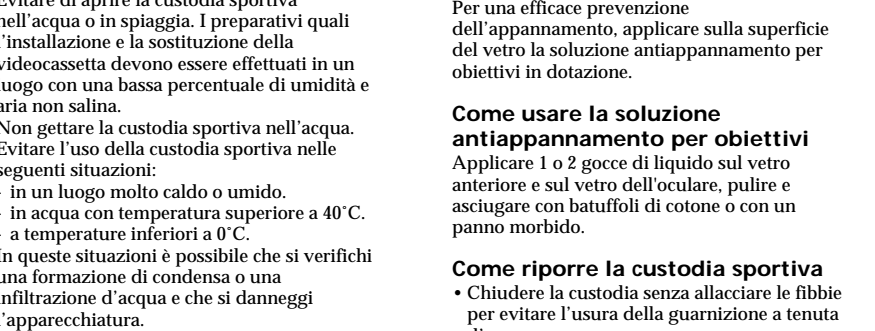 Evitare di aprire la custodia sportiva
nell'acqua o in spiaggia. I preparativi quali
l'installazione e la sostituzione della
videocassetta devono essere effettuati in un
luogo con una bassa percentuale di umidità e
aria non salina.
Non gettare la custodia sportiva nell'acqua.
Evitare l'uso della custodia sportiva nelle
seguenti situazioni:
- in un luogo molto caldo o umido.
- in acqua con temperatura superiore a 40˚C.
- a temperature inferiori a 0˚C.
In queste situazioni è possibile che si verifichi
una formazione di condensa o una
infiltrazione d'acqua e che si danneggi
l'apparecchiatura.
Per una efficace prevenzione
dell'appannamento, applicare sulla superficie
del vetro la soluzione antiappannamento per
obiettivi in dotazione.
Come usare la soluzione
antiappannamento per obiettivi
Applicare 1 o 2 gocce di liquido sul vetro
anteriore e sul vetro dell'oculare, pulire e
asciugare con batuffoli di cotone o con un
panno morbido.
Come riporre la custodia sportiva
• Chiudere la custodia senza allacciare le fibbie
per evitare l'usura della guarnizione a tenuta